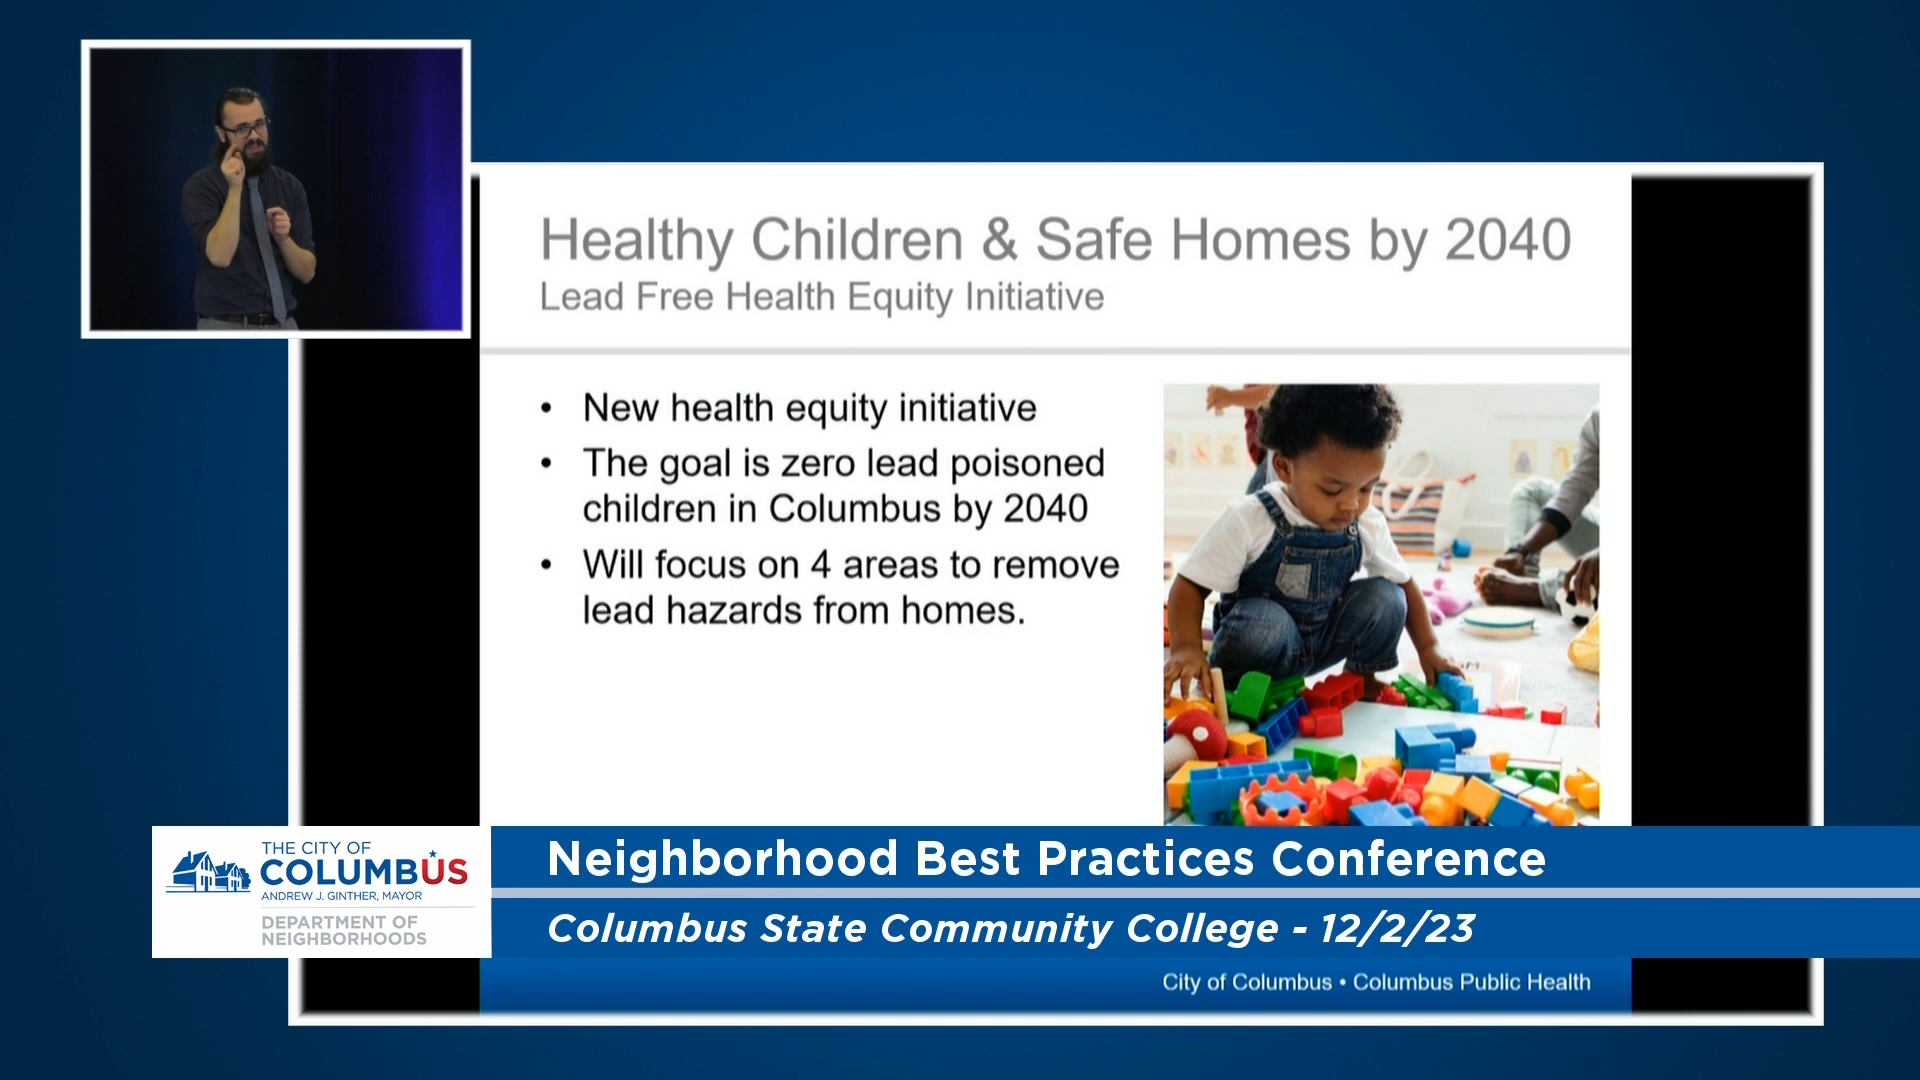 Healthy Children & Safe Homes by 2040
Lead Free Health Equity Initiative
• New health equity initiative
• The goal is zero lead poisoned
children in Columbus by 2040
• Will focus on 4 areas to remove
lead hazards from homes.
THE CITY OF
COLUMBUS
ANDREW J. GINTHER, MAYOR
DEPARTMENT OF
NEIGHBORHOODS
Neighborhood Best Practices Conference
Columbus State Community College - 12/2/23
City of Columbus • Columbus Public Health